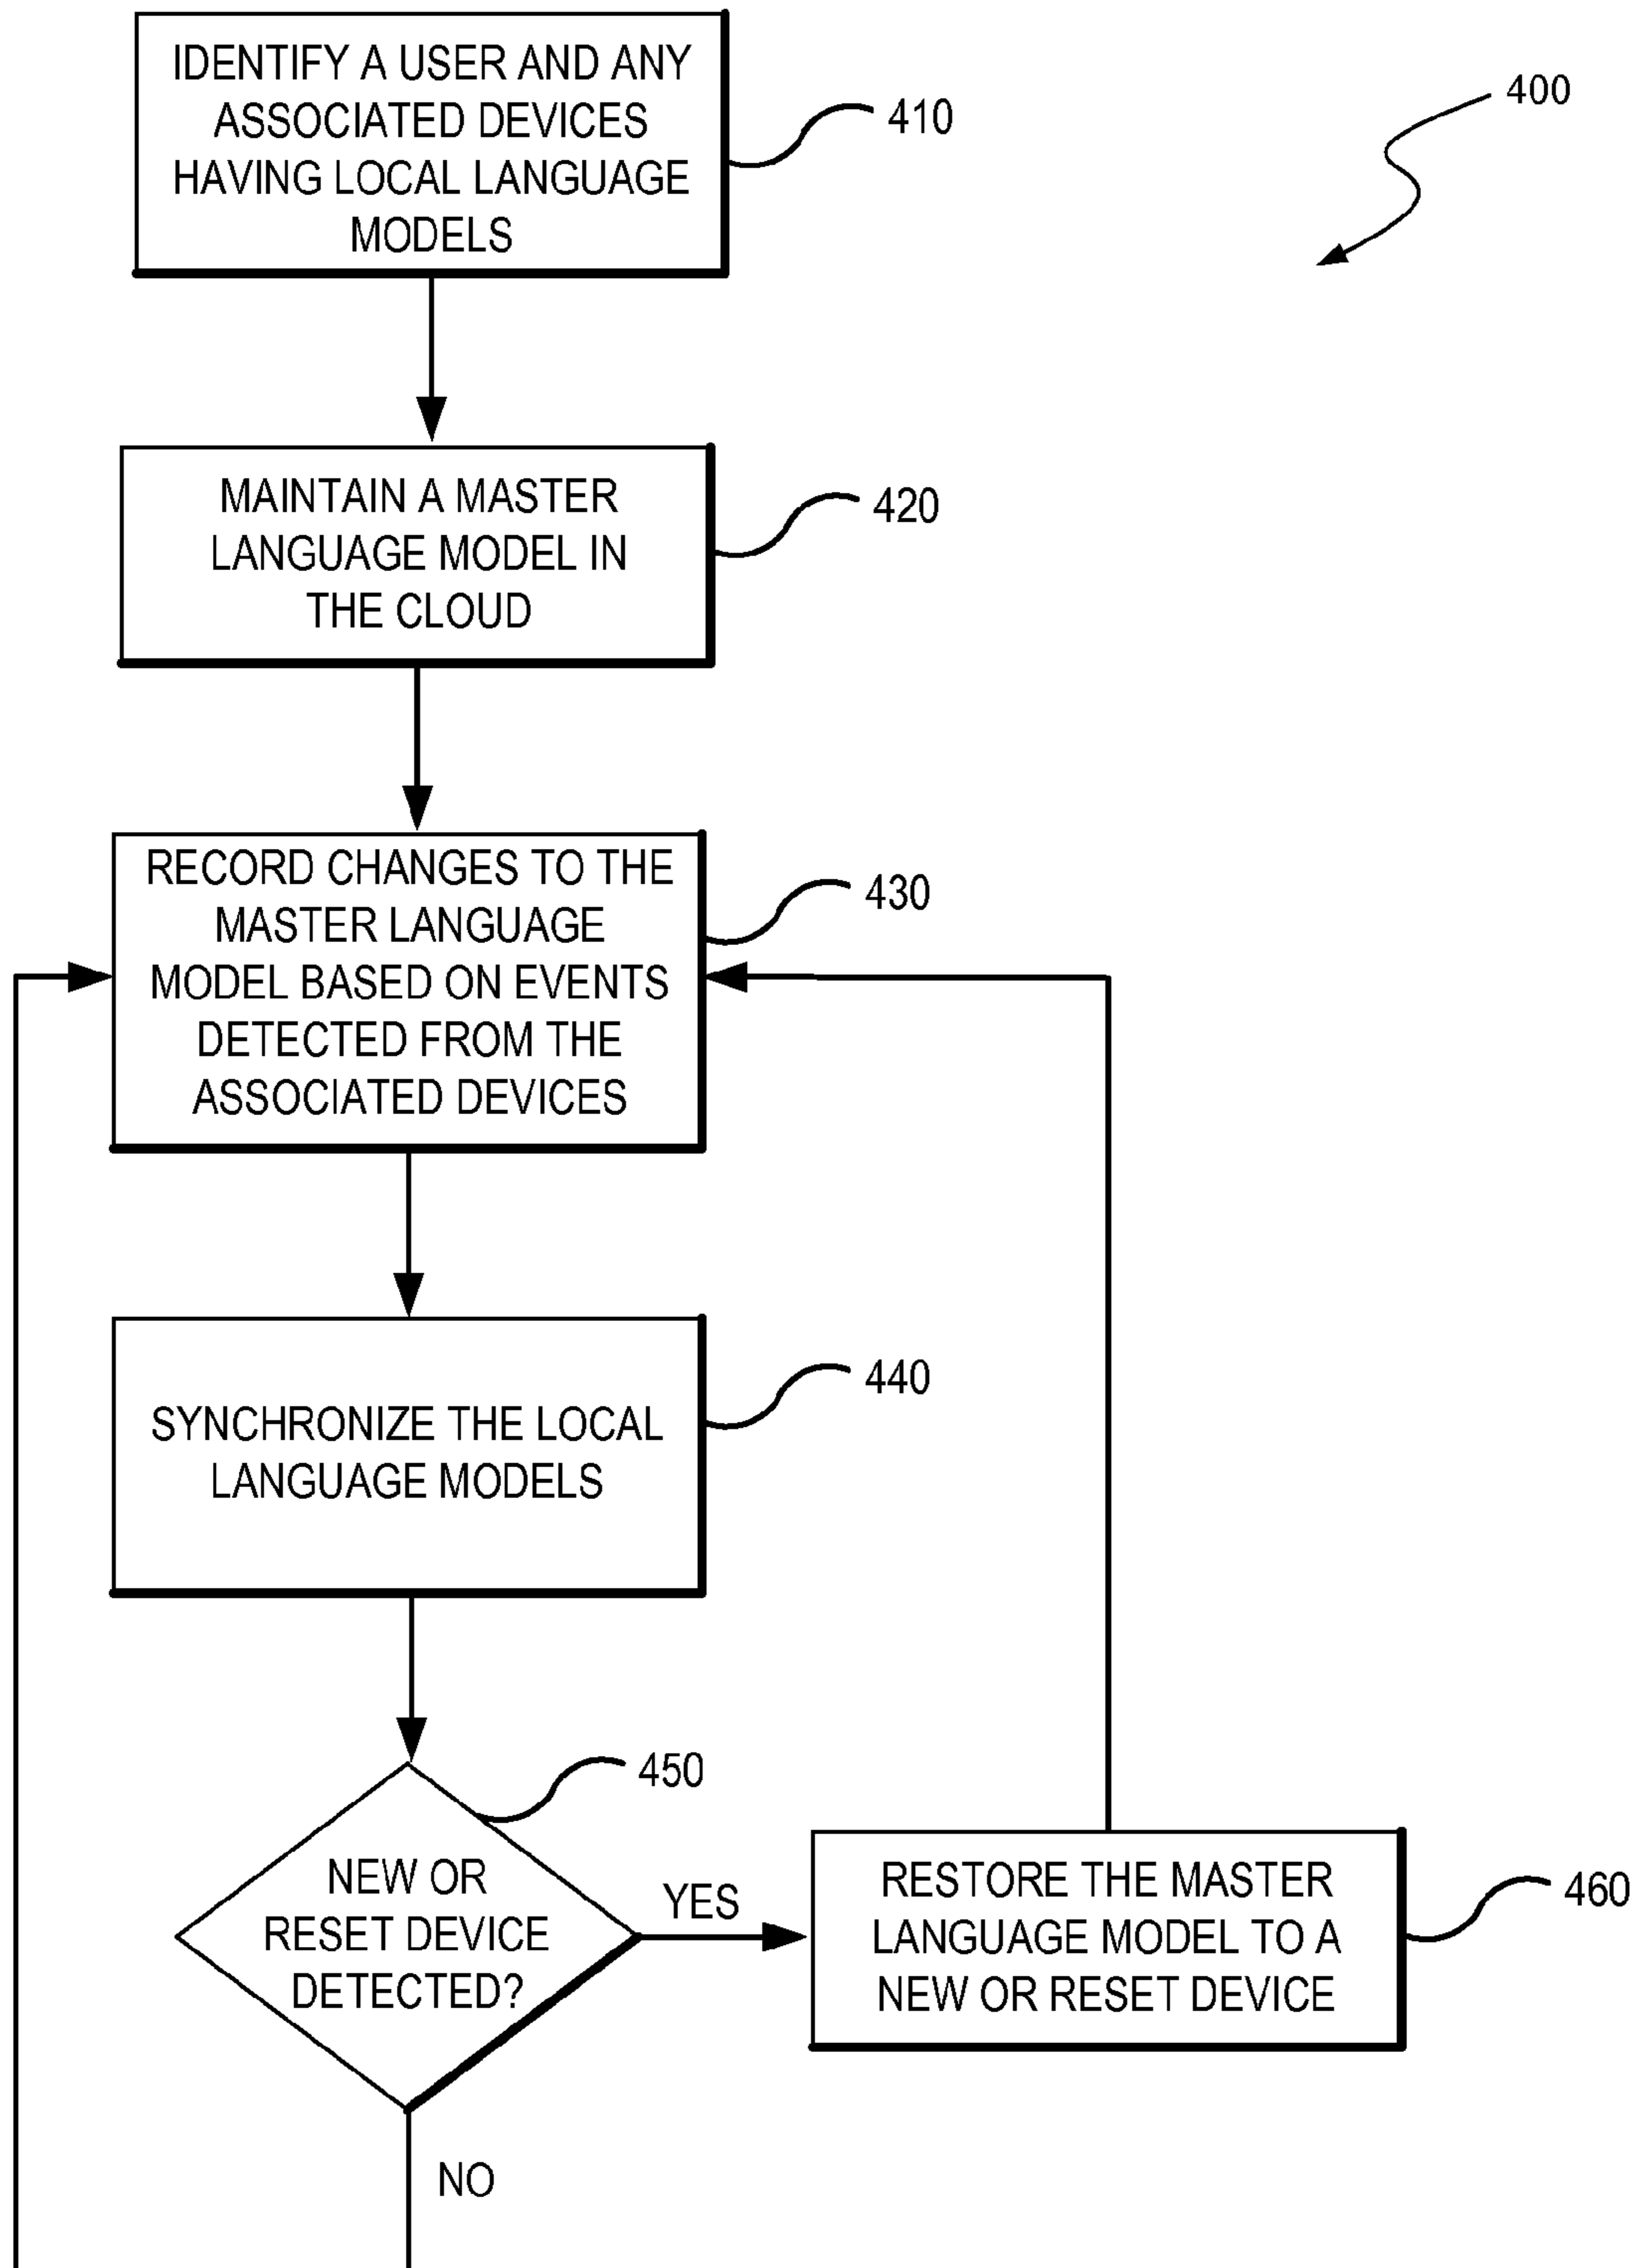 IDENTIFY A USER AND ANY
ASSOCIATED DEVICES
HAVING LOCAL LANGUAGE
MODELS
410
400
MAINTAIN A MASTER
LANGUAGE MODEL IN
THE CLOUD
420
RECORD CHANGES TO THE
MASTER LANGUAGE
MODEL BASED ON EVENTS
DETECTED FROM THE
ASSOCIATED DEVICES
430
SYNCHRONIZE THE LOCAL
LANGUAGE MODELS
440
NEW OR
RESET DEVICE
DETECTED?
450
YES
RESTORE THE MASTER
LANGUAGE MODEL TO A
NEW OR RESET DEVICE
460
NO